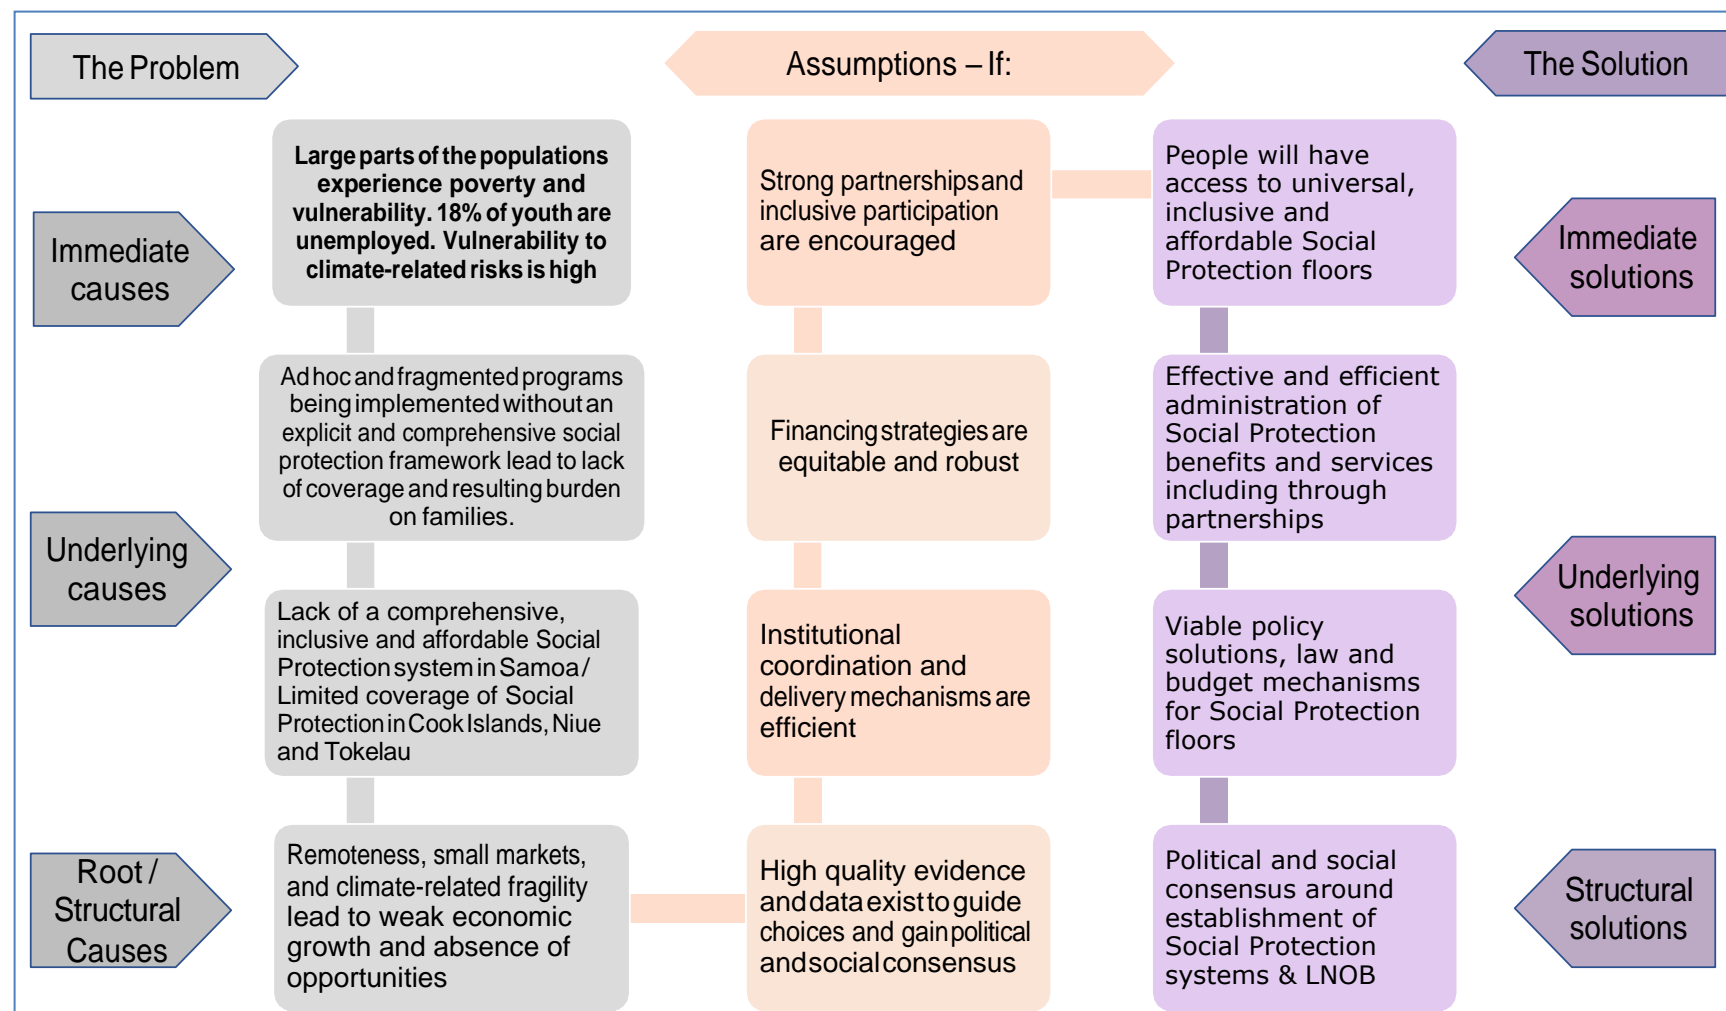 The Problem
Assumptions – If:
The Solution
Immediate
causes
Large parts of the populations
experience poverty and
vulnerability. 18% of youth are
unemployed. Vulnerability to
climate-related risks is high
Strong partnerships and
inclusive participation
are encouraged
People will have
access to universal,
inclusive and
affordable Social
Protection floors
Immediate
solutions
Ad hoc and fragmented programs
being implemented without an
explicit and comprehensive social
protection framework lead to lack
of coverage and resulting burden
on families.
Financing strategies are
equitable and robust
Effective and efficient
administration of
Social Protection
benefits and services
including through
partnerships
Underlying
causes
Lack of a comprehensive,
inclusive and affordable Social
Protection system in Samoa /
Limited coverage of Social
Protection in Cook Islands, Niue
and Tokelau
Institutional
coordination and
delivery mechanisms are
efficient
Viable policy
solutions, law and
budget mechanisms
for Social Protection
floors
Underlying
solutions
Root /
Structural
Causes
Remoteness, small markets,
and climate-related fragility
lead to weak economic
growth and absence of
opportunities
High quality evidence
and data exist to guide
choices and gain political
and social consensus
Political and social
consensus around
establishment of
Social Protection
systems & LNOB
Structural
solutions